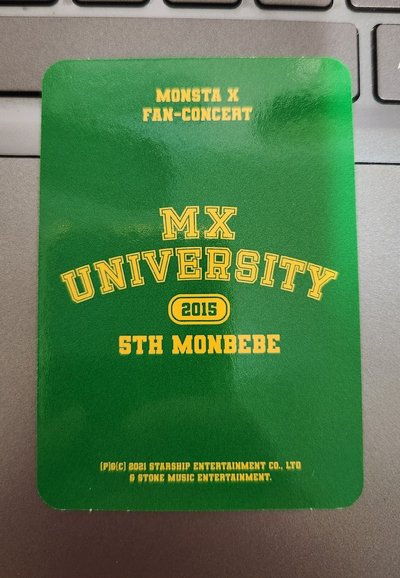 MONSTA X
FAN-CONCERT
MX
UNIVERSITY
2015
5TH MONBEBE
(P)&(C) 2021 STARSHIP ENTERTAINMENT CO., LTD
& STONE MUSIC ENTERTAINMENT.